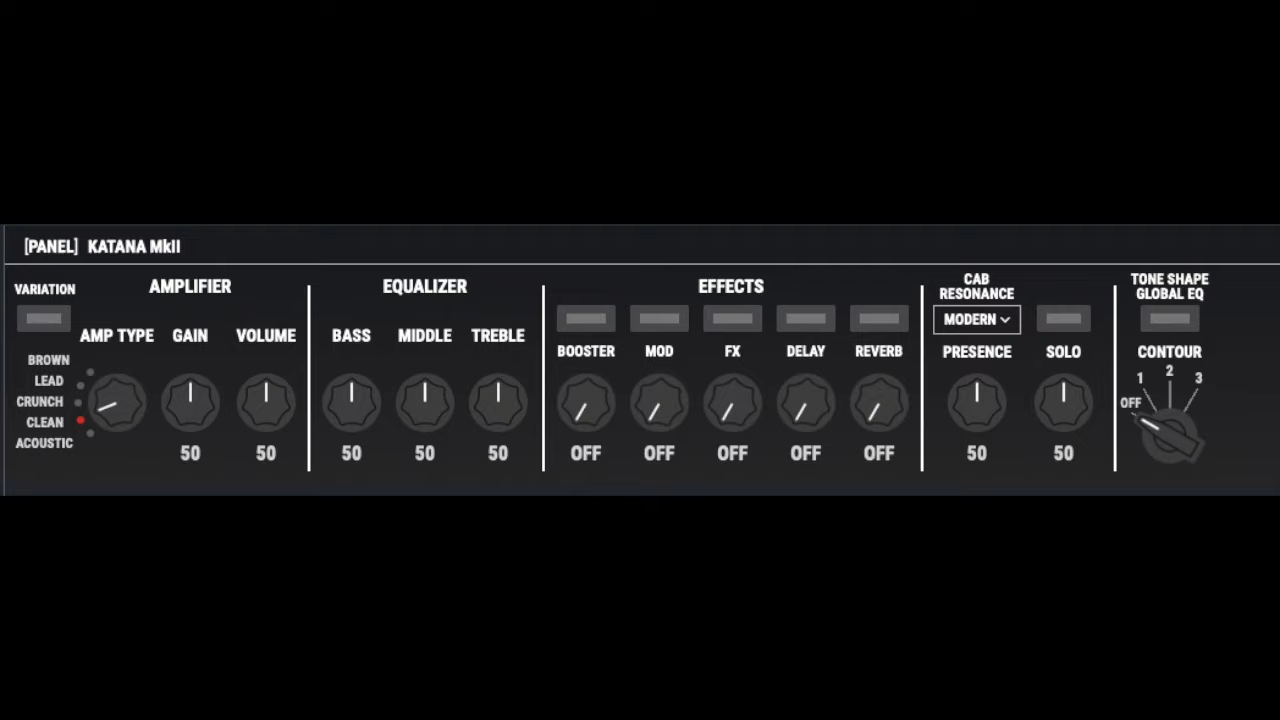 [PANEL] KATANA MkII
VARIATION
AMPLIFIER
AMP TYPE GAIN VOLUME
BROWN
LEAD
CRUNCH
CLEAN
ACOUSTIC
50 50
EQUALIZER
BASS MIDDLE TREBLE
50 50 50
EFFECTS
BOOSTER MOD FX DELAY REVERB
OFF OFF OFF OFF OFF
CAB
RESONANCE
MODERN
PRESENCE SOLO
50 50
TONE SHAPE
GLOBAL EQ
CONTOUR
1 2 3
OFF